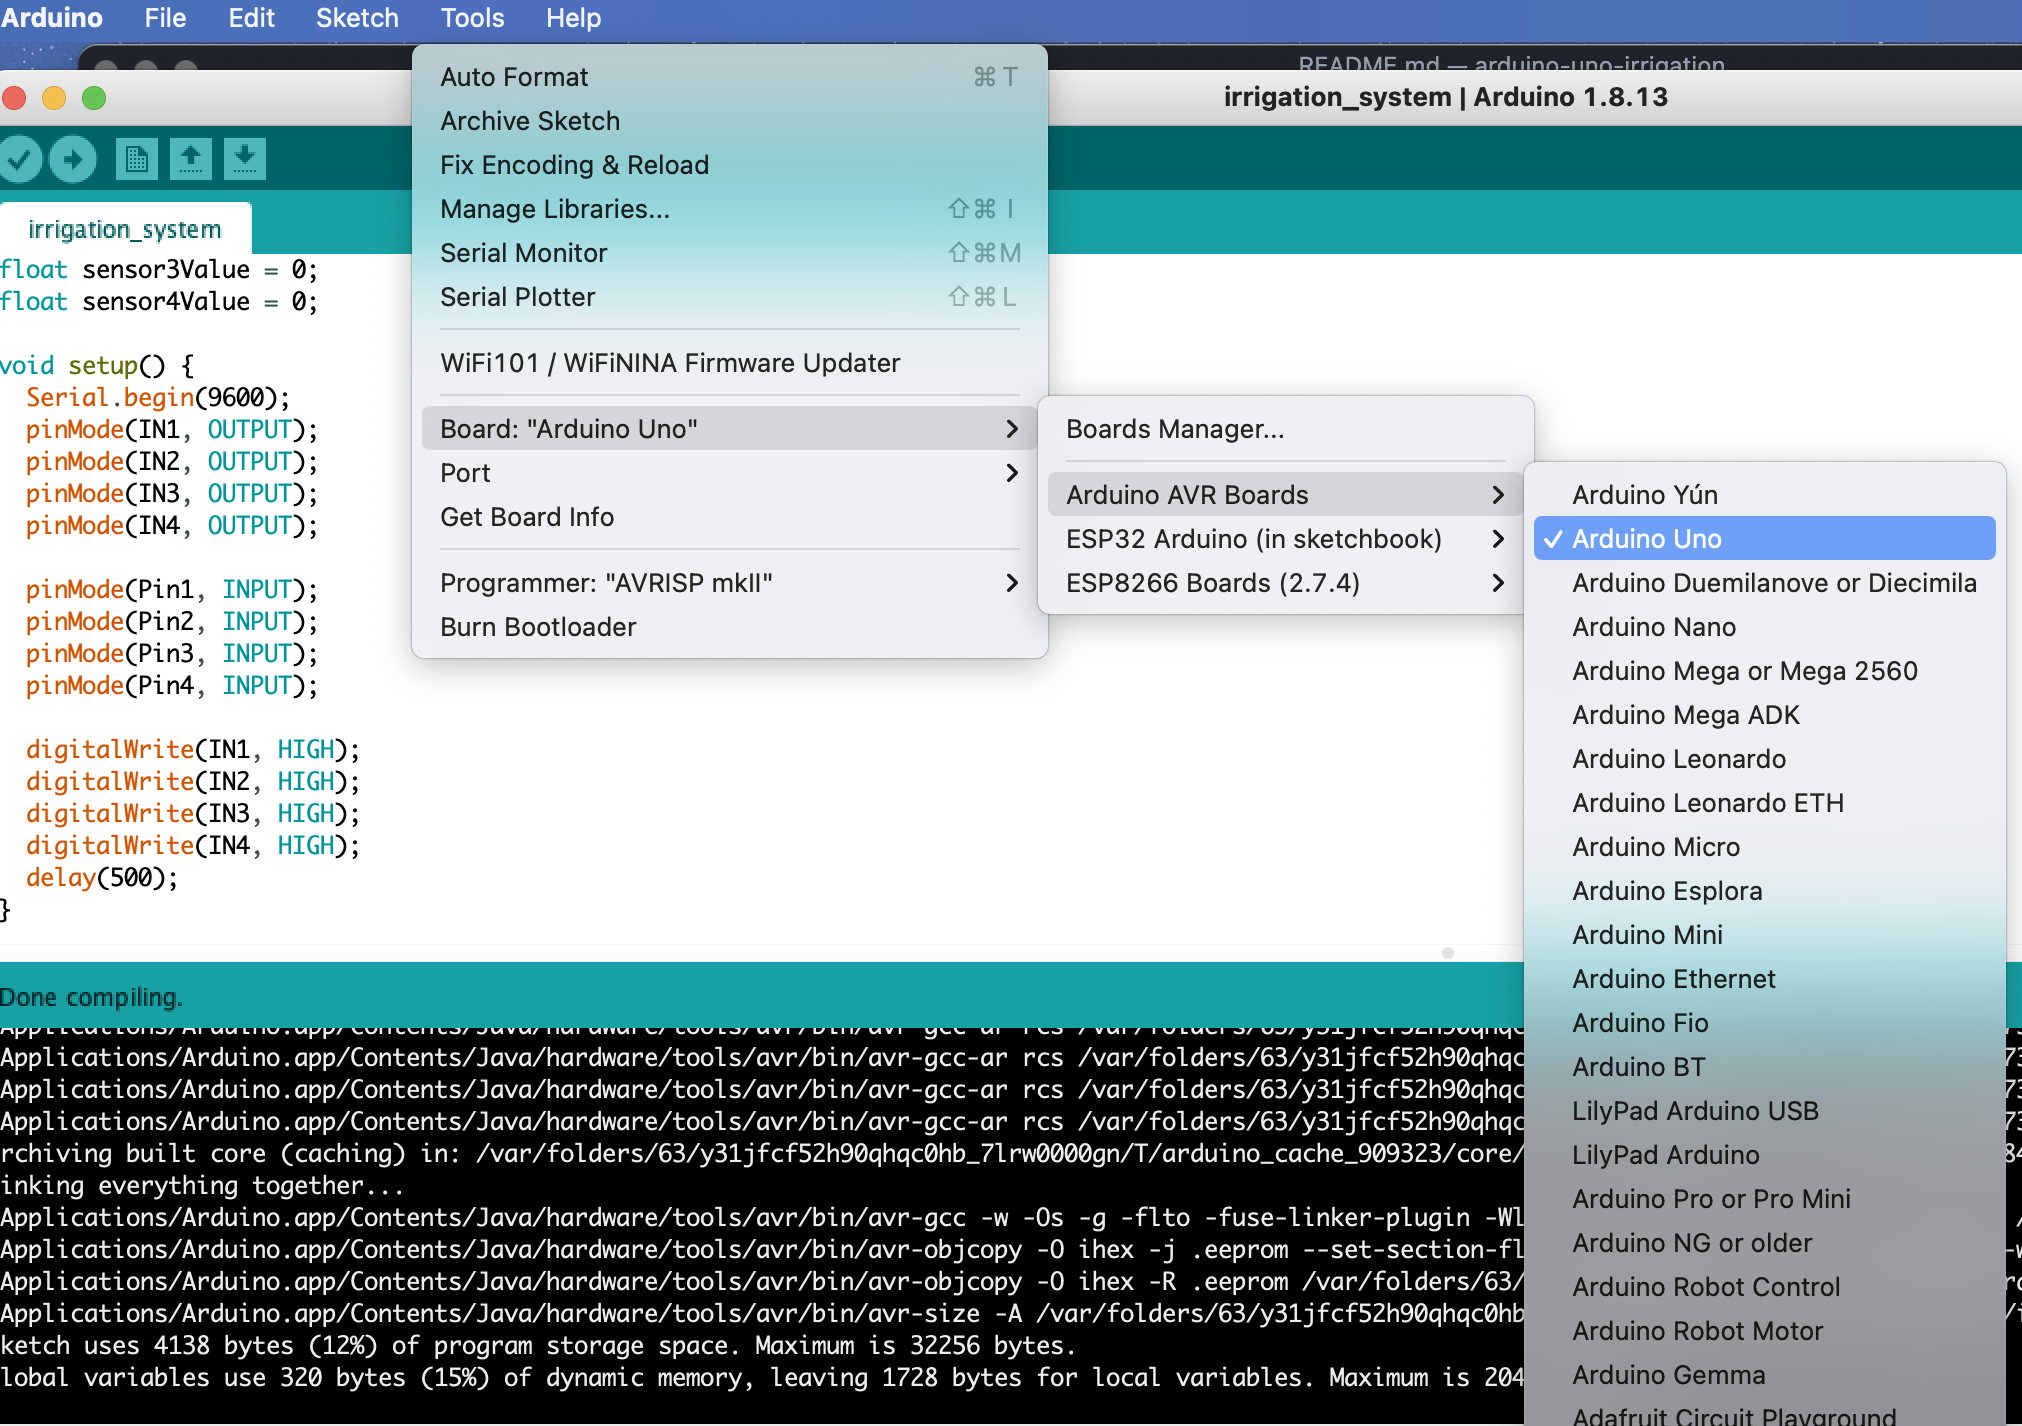 Arduino File Edit Sketch Tools Help
README.md — arduino-uno-irrigation
irrigation_system | Arduino 1.8.13
irrigation_system
float sensor3Value = 0;
float sensor4Value = 0;
void setup() {
Serial.begin(9600);
pinMode(IN1, OUTPUT);
pinMode(IN2, OUTPUT);
pinMode(IN3, OUTPUT);
pinMode(IN4, OUTPUT);
pinMode(Pin1, INPUT);
pinMode(Pin2, INPUT);
pinMode(Pin3, INPUT);
pinMode(Pin4, INPUT);
digitalWrite(IN1, HIGH);
digitalWrite(IN2, HIGH);
digitalWrite(IN3, HIGH);
digitalWrite(IN4, HIGH);
delay(500);
}
Auto Format ⌘T
Archive Sketch
Fix Encoding & Reload
Manage Libraries... ⇧⌘I
Serial Monitor ⇧⌘M
Serial Plotter ⇧⌘L
WiFi101 / WiFiNINA Firmware Updater
Board: "Arduino Uno"
Port
Get Board Info
Programmer: "AVRISP mkII"
Burn Bootloader
Boards Manager...
Arduino AVR Boards
ESP32 Arduino (in sketchbook)
ESP8266 Boards (2.7.4)
Arduino Yún
✓ Arduino Uno
Arduino Duemilanove or Diecimila
Arduino Nano
Arduino Mega or Mega 2560
Arduino Mega ADK
Arduino Leonardo
Arduino Leonardo ETH
Arduino Micro
Arduino Esplora
Arduino Mini
Arduino Ethernet
Arduino Fio
Arduino BT
LilyPad Arduino USB
LilyPad Arduino
Arduino Pro or Pro Mini
Arduino NG or older
Arduino Robot Control
Arduino Robot Motor
Arduino Gemma
Adafruit Circuit Playground
Done compiling.
Applications/Arduino.app/Contents/Java/hardware/tools/avr/bin/avr-gcc-ar rcs /var/folders/63/y31jfcf52h90qhqc
Applications/Arduino.app/Contents/Java/hardware/tools/avr/bin/avr-gcc-ar rcs /var/folders/63/y31jfcf52h90qhqc
Applications/Arduino.app/Contents/Java/hardware/tools/avr/bin/avr-gcc-ar rcs /var/folders/63/y31jfcf52h90qhqc
Applications/Arduino.app/Contents/Java/hardware/tools/avr/bin/avr-gcc-ar rcs /var/folders/63/y31jfcf52h90qhqc
rchiving built core (caching) in: /var/folders/63/y31jfcf52h90qhqc0hb_7lrw0000gn/T/arduino_cache_909323/core/
inking everything together...
Applications/Arduino.app/Contents/Java/hardware/tools/avr/bin/avr-gcc -w -Os -g -flto -fuse-linker-plugin -Wl
Applications/Arduino.app/Contents/Java/hardware/tools/avr/bin/avr-objcopy -O ihex -j .eeprom --set-section-fl
Applications/Arduino.app/Contents/Java/hardware/tools/avr/bin/avr-objcopy -O ihex -R .eeprom /var/folders/63/
Applications/Arduino.app/Contents/Java/hardware/tools/avr/bin/avr-size -A /var/folders/63/y31jfcf52h90qhqc0hb
ketch uses 4138 bytes (12%) of program storage space. Maximum is 32256 bytes.
lobal variables use 320 bytes (15%) of dynamic memory, leaving 1728 bytes for local variables. Maximum is 204